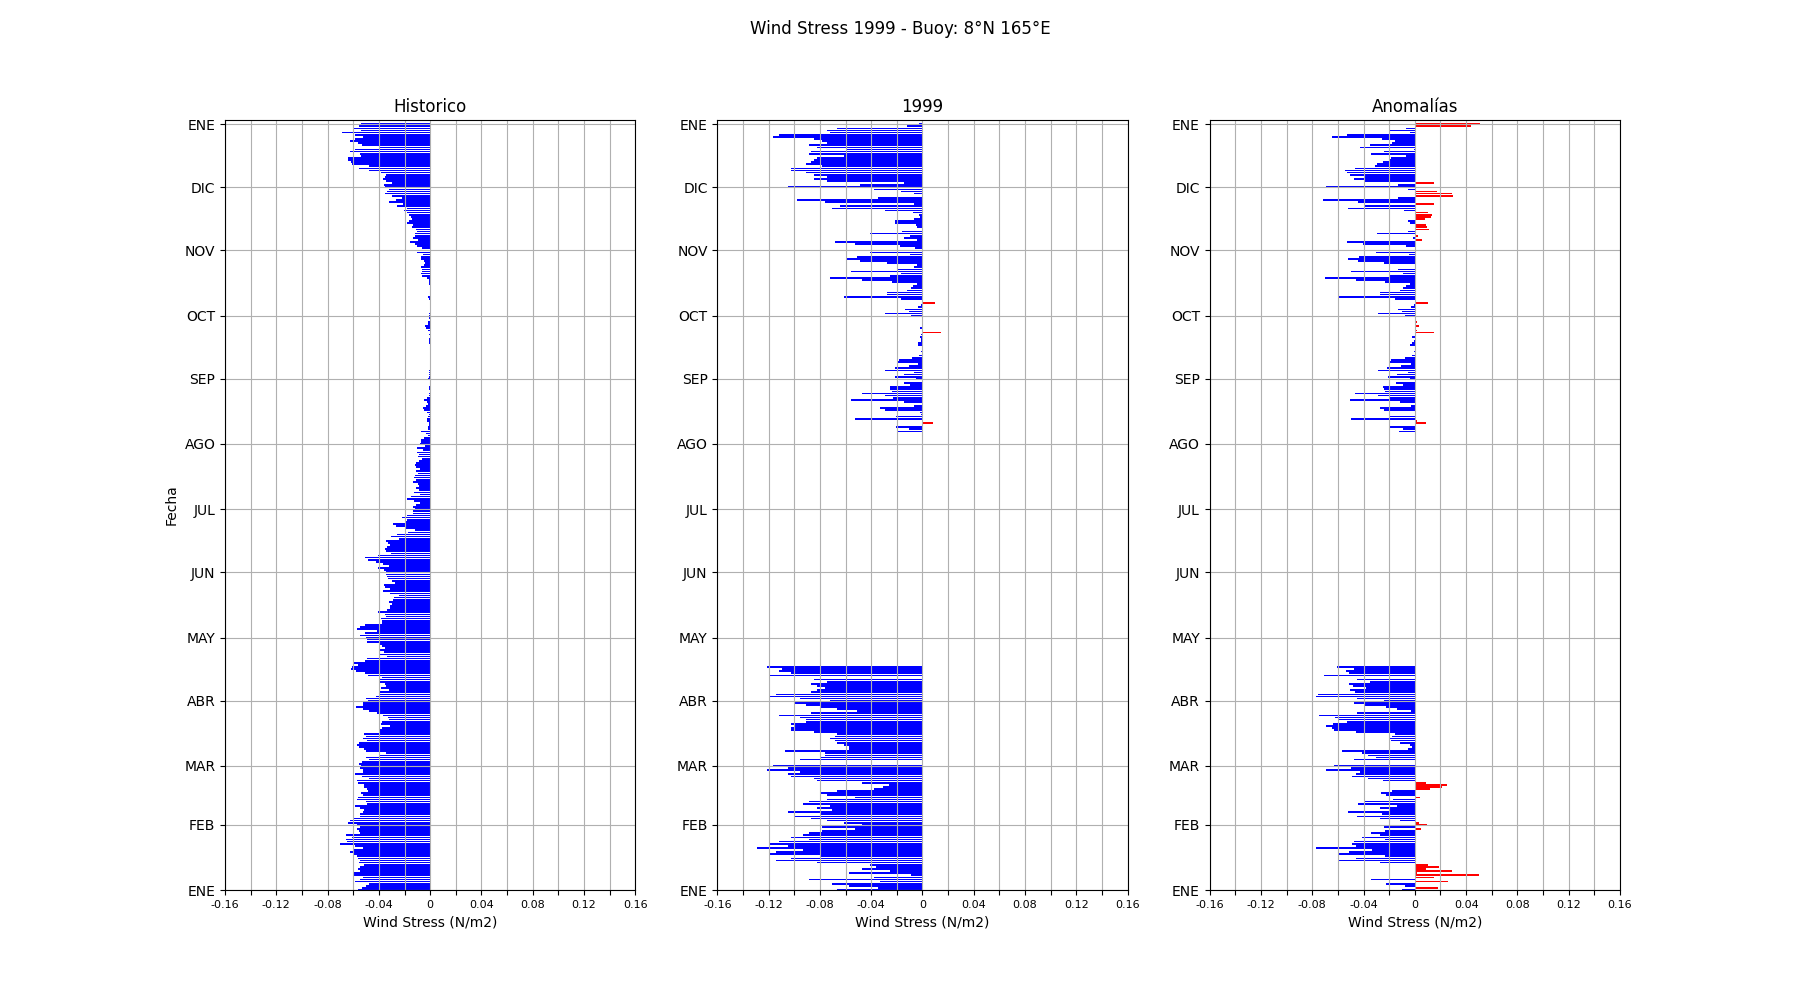 Wind Stress 1999 - Buoy: 8°N 165°E
Historico
ENE
DIC
NOV
OCT
SEP
AGO
JUL
JUN
MAY
ABR
MAR
FEB
ENE
Fecha
-0.16 -0.12 -0.08 -0.04 0 0.04 0.08 0.12 0.16
Wind Stress (N/m2)
1999
ENE
DIC
NOV
OCT
SEP
AGO
JUL
JUN
MAY
ABR
MAR
FEB
ENE
-0.16 -0.12 -0.08 -0.04 0 0.04 0.08 0.12 0.16
Wind Stress (N/m2)
Anomalías
ENE
DIC
NOV
OCT
SEP
AGO
JUL
JUN
MAY
ABR
MAR
FEB
ENE
-0.16 -0.12 -0.08 -0.04 0 0.04 0.08 0.12 0.16
Wind Stress (N/m2)